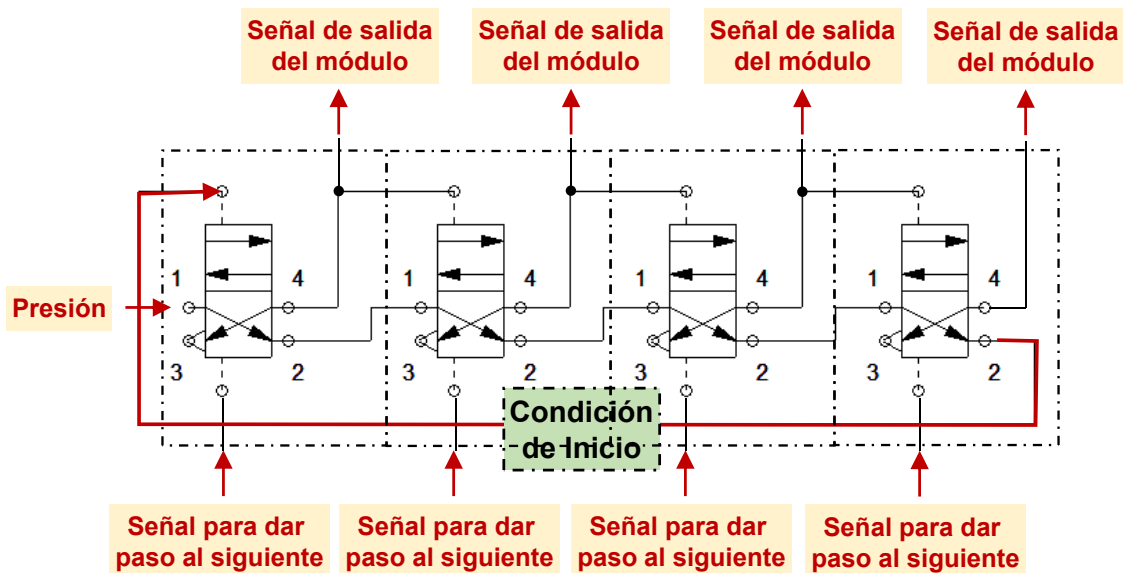 Señal de salida
del módulo
Señal de salida
del módulo
Señal de salida
del módulo
Señal de salida
del módulo
Presión
1
4
3
2
1
4
3
2
1
4
3
2
1
4
3
2
Condición
de Inicio
Señal para dar
paso al siguiente
Señal para dar
paso al siguiente
Señal para dar
paso al siguiente
Señal para dar
paso al siguiente